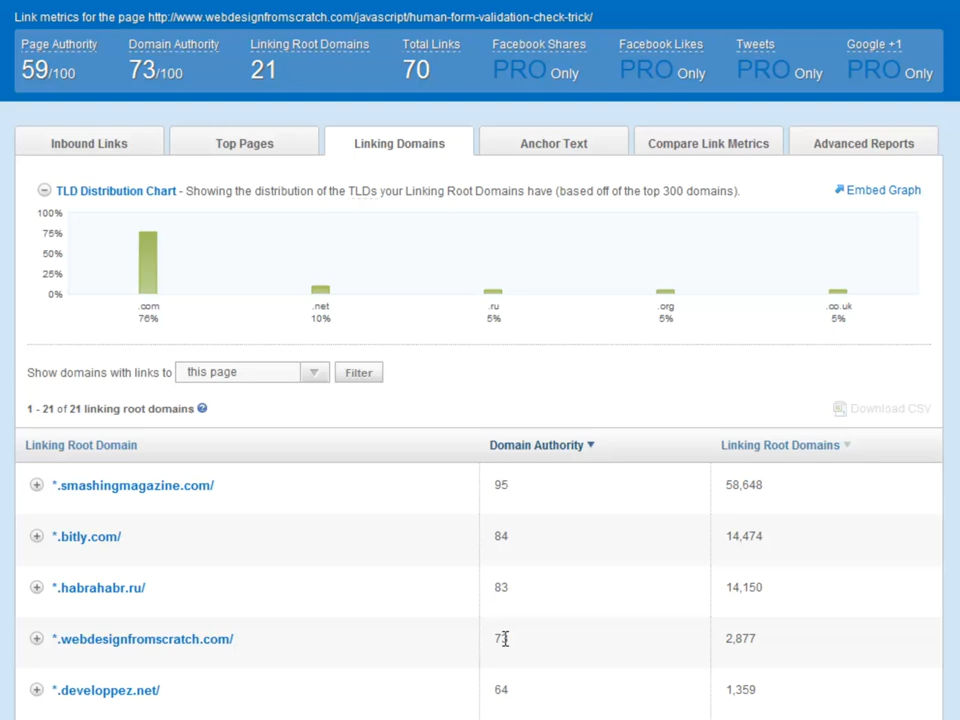 Link metrics for the page http://www.webdesignfromscratch.com/javascript/human-form-validation-check-trick/
Page Authority Domain Authority Linking Root Domains Total Links Facebook Shares Facebook Likes Tweets Google +1
59/100 73/100 21 70 PRO Only PRO Only PRO Only PRO Only
Inbound Links Top Pages Linking Domains Anchor Text Compare Link Metrics Advanced Reports
TLD Distribution Chart - Showing the distribution of the TLDs your Linking Root Domains have (based off of the top 300 domains). Embed Graph
100%
75%
50%
25%
0%
.com .net .ru .org .co.uk
76% 10% 5% 5% 5%
Show domains with links to this page Filter
1 - 21 of 21 linking root domains Download CSV
Linking Root Domain Domain Authority Linking Root Domains
*.smashingmagazine.com/ 95 58,648
*.bitly.com/ 84 14,474
*.habrahabr.ru/ 83 14,150
*.webdesignfromscratch.com/ 73 2,877
*.developpez.net/ 64 1,359